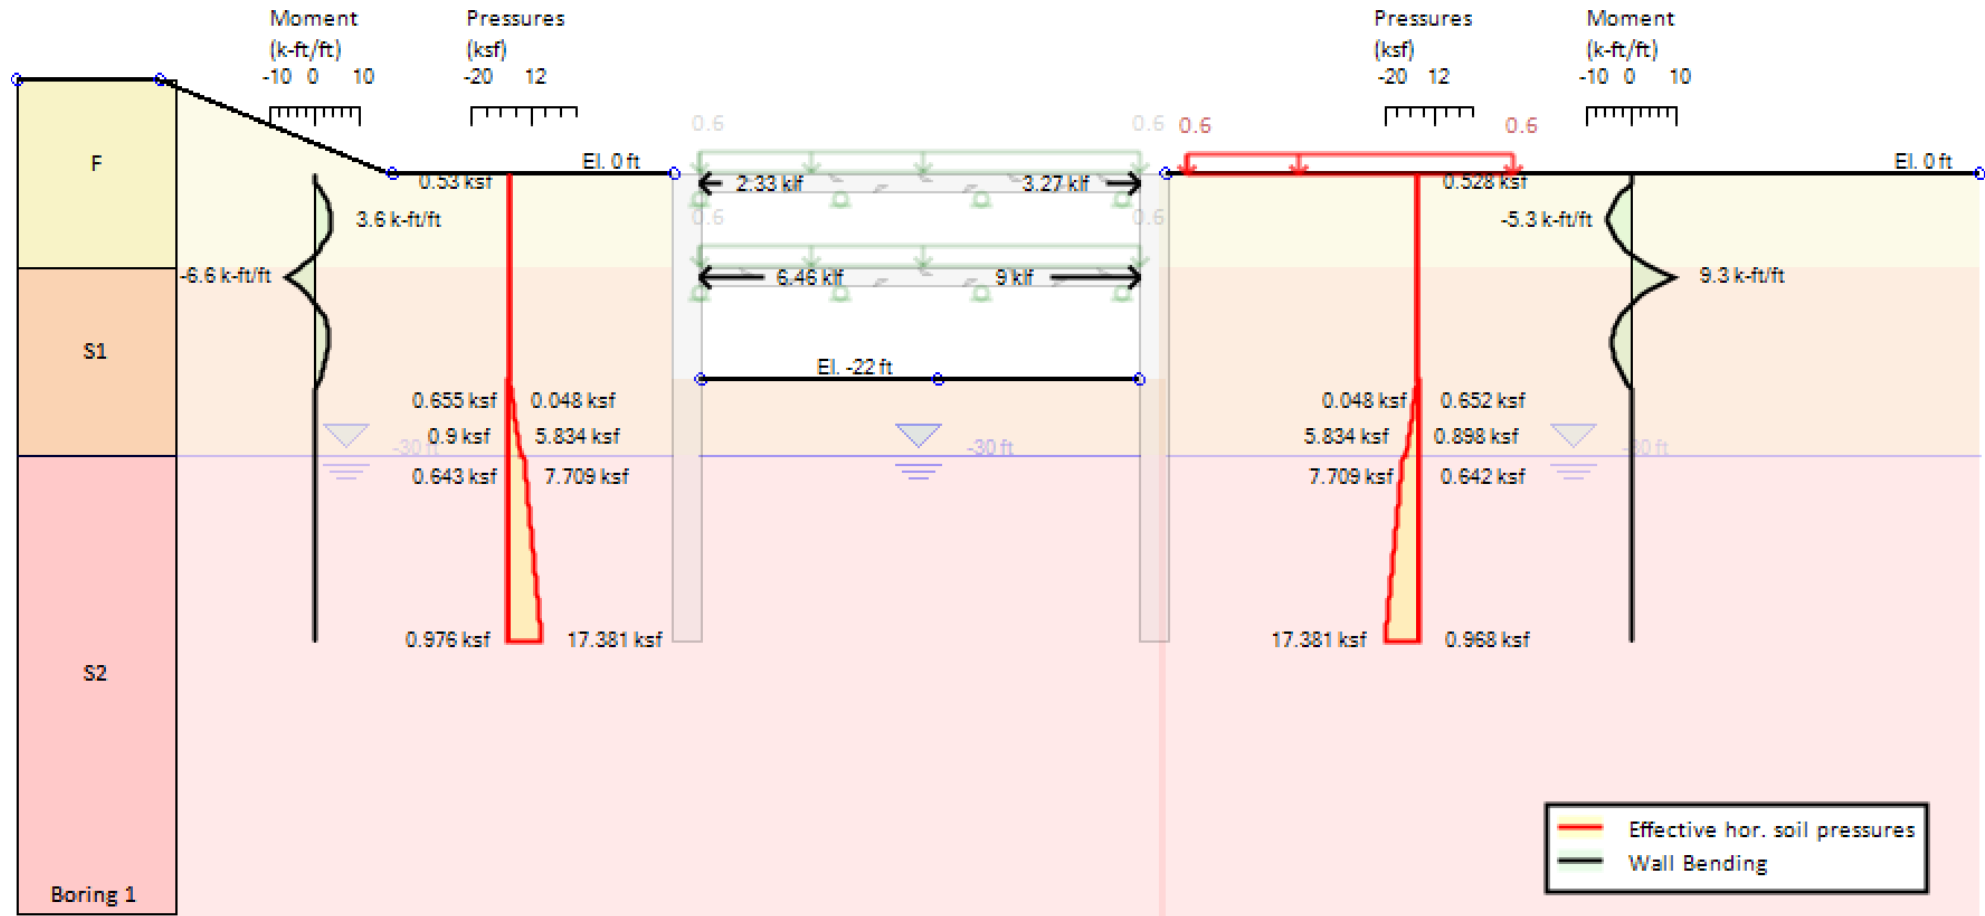 Moment
(k-ft/ft)
-10 0 10
Pressures
(ksf)
-20 12
Pressures
(ksf)
-20 12
Moment
(k-ft/ft)
-10 0 10
0.6
0.6
0.6
0.6
F
El. 0 ft
El. 0 ft
0.53 ksf
2.33 klf
3.27 klf
0.528 ksf
3.6 k-ft/ft
0.6
0.6
-5.3 k-ft/ft
-6.6 k-ft/ft
6.46 klf
9 klf
9.3 k-ft/ft
S1
El. -22 ft
0.655 ksf
0.048 ksf
0.048 ksf
0.652 ksf
0.9 ksf
5.834 ksf
5.834 ksf
0.898 ksf
-30 ft
-30 ft
-30 ft
0.643 ksf
7.709 ksf
7.709 ksf
0.642 ksf
0.976 ksf
17.381 ksf
17.381 ksf
0.968 ksf
S2
Effective hor. soil pressures
Wall Bending
Boring 1